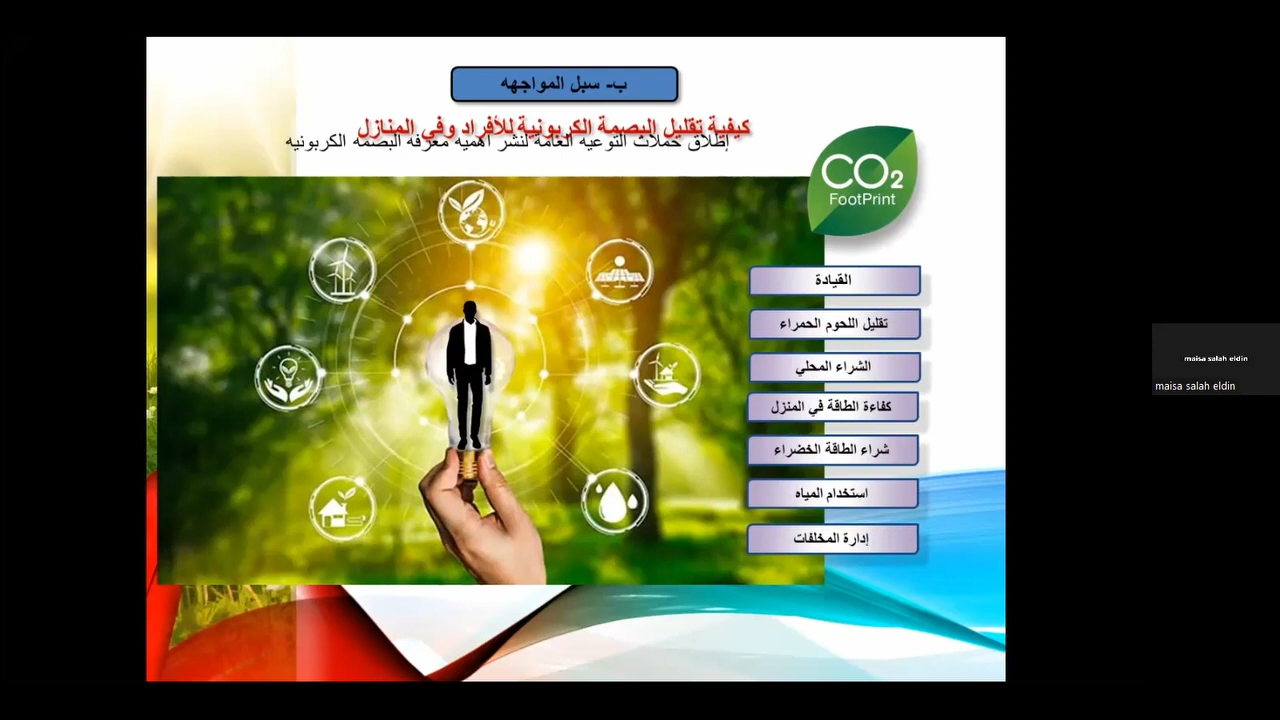 ب- سبل المواجهه
كيفية تقليل البصمة الكربونية للأفراد وفي المنازل
إطلاق حملات التوعيه العامة لنشر اهميه معرفه البصمه الكربونيه
CO2
FootPrint
القيادة
تقليل اللحوم الحمراء
الشراء المحلي
كفاءة الطاقة في المنزل
شراء الطاقة الخضراء
استخدام المياه
إدارة المخلفات
maisa salah eldin
maisa salah eldin